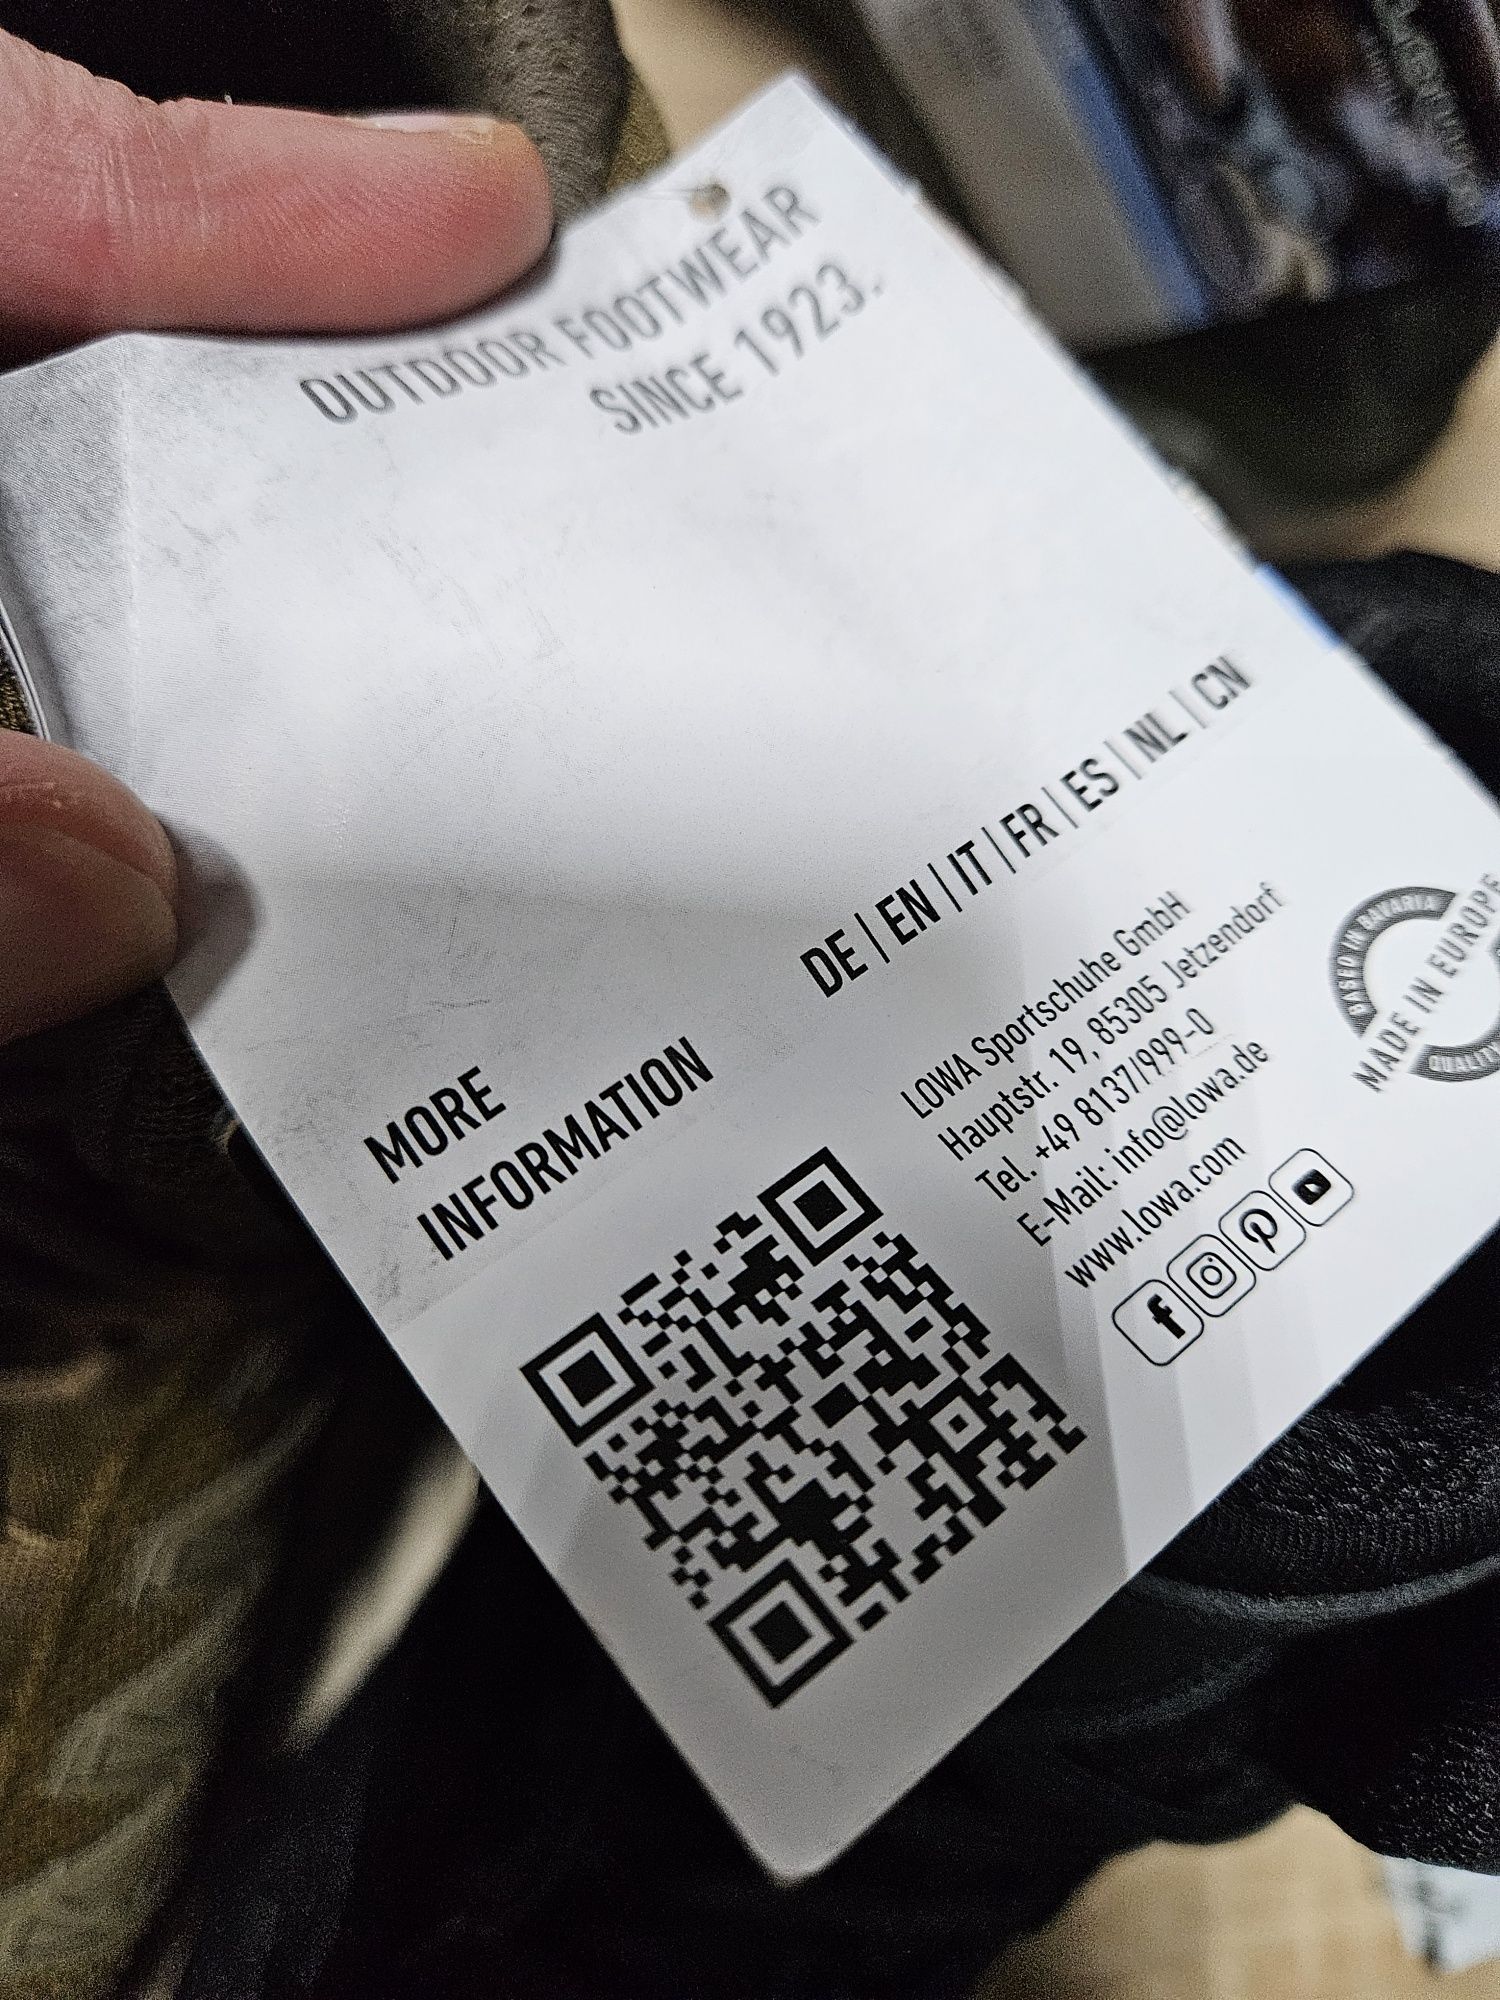 OUTDOOR FOOTWEAR
SINCE 1923.
DE | EN | IT | FR | ES | NL | CN
MORE
INFORMATION
LOWA Sportschuhe GmbH
Hauptstr. 19, 85305 Jetzendorf
Tel. +49 8137/999-0
E-Mail: info@lowa.de
www.lowa.com
BASED IN BAVARIA
MADE IN EUROPE
QUALITY